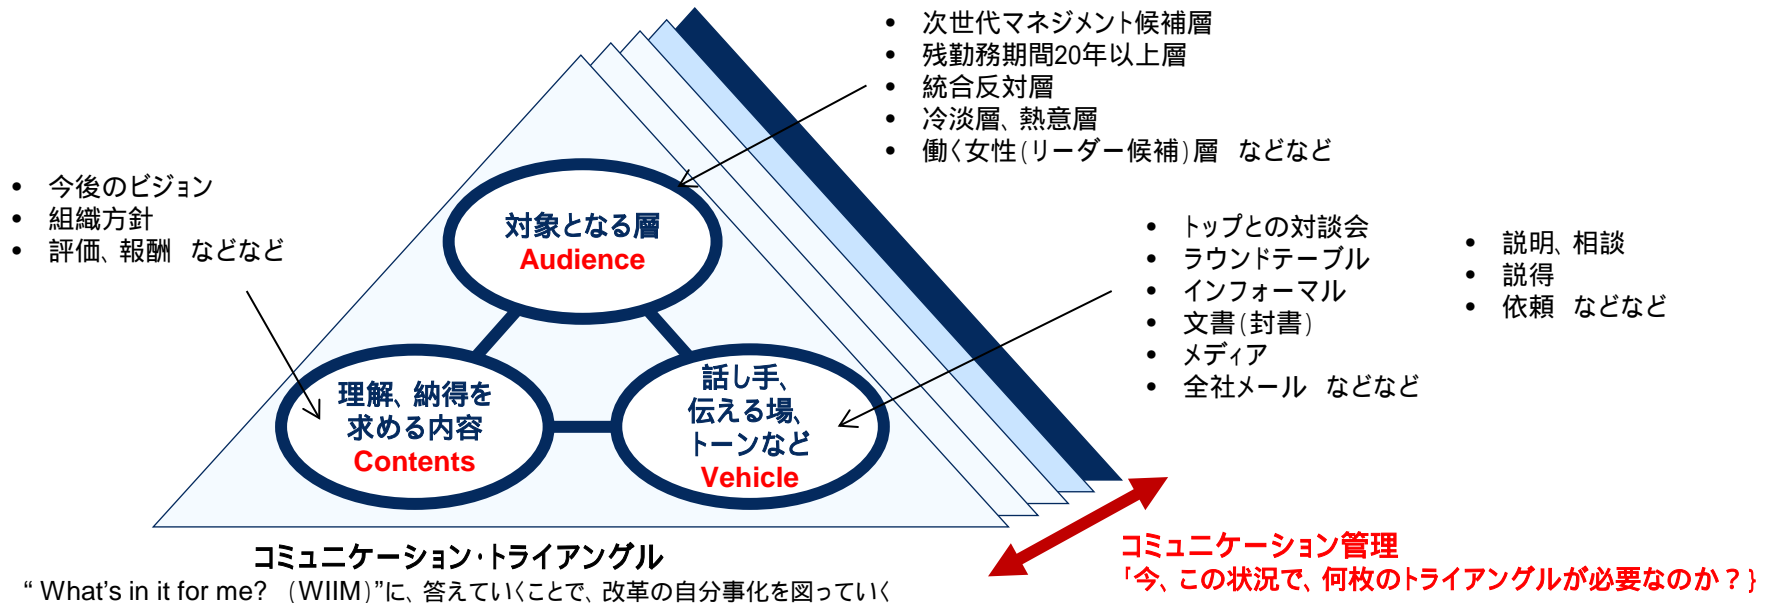 • 次世代マネジメント候補層
• 残勤務期間20年以上層
• 統合反対層
• 冷淡層、熱意層
• 働く女性(リーダー候補)層 などなど
• 今後のビジョン
• 組織方針
• 評価、報酬 などなど
対象となる層
Audience
• トップとの対談会
• ラウンドテーブル
• インフォーマル
• 文書(封書)
• メディア
• 全社メール などなど
• 説明、相談
• 説得
• 依頼 などなど
理解、納得を
求める内容
Contents
話し手、
伝える場、
トーンなど
Vehicle
コミュニケーション・トライアングル
“ What's in it for me? (WIIM)”に、答えていくことで、改革の自分事化を図っていく
コミュニケーション管理
「今、この状況で、何枚のトライアングルが必要なのか？}